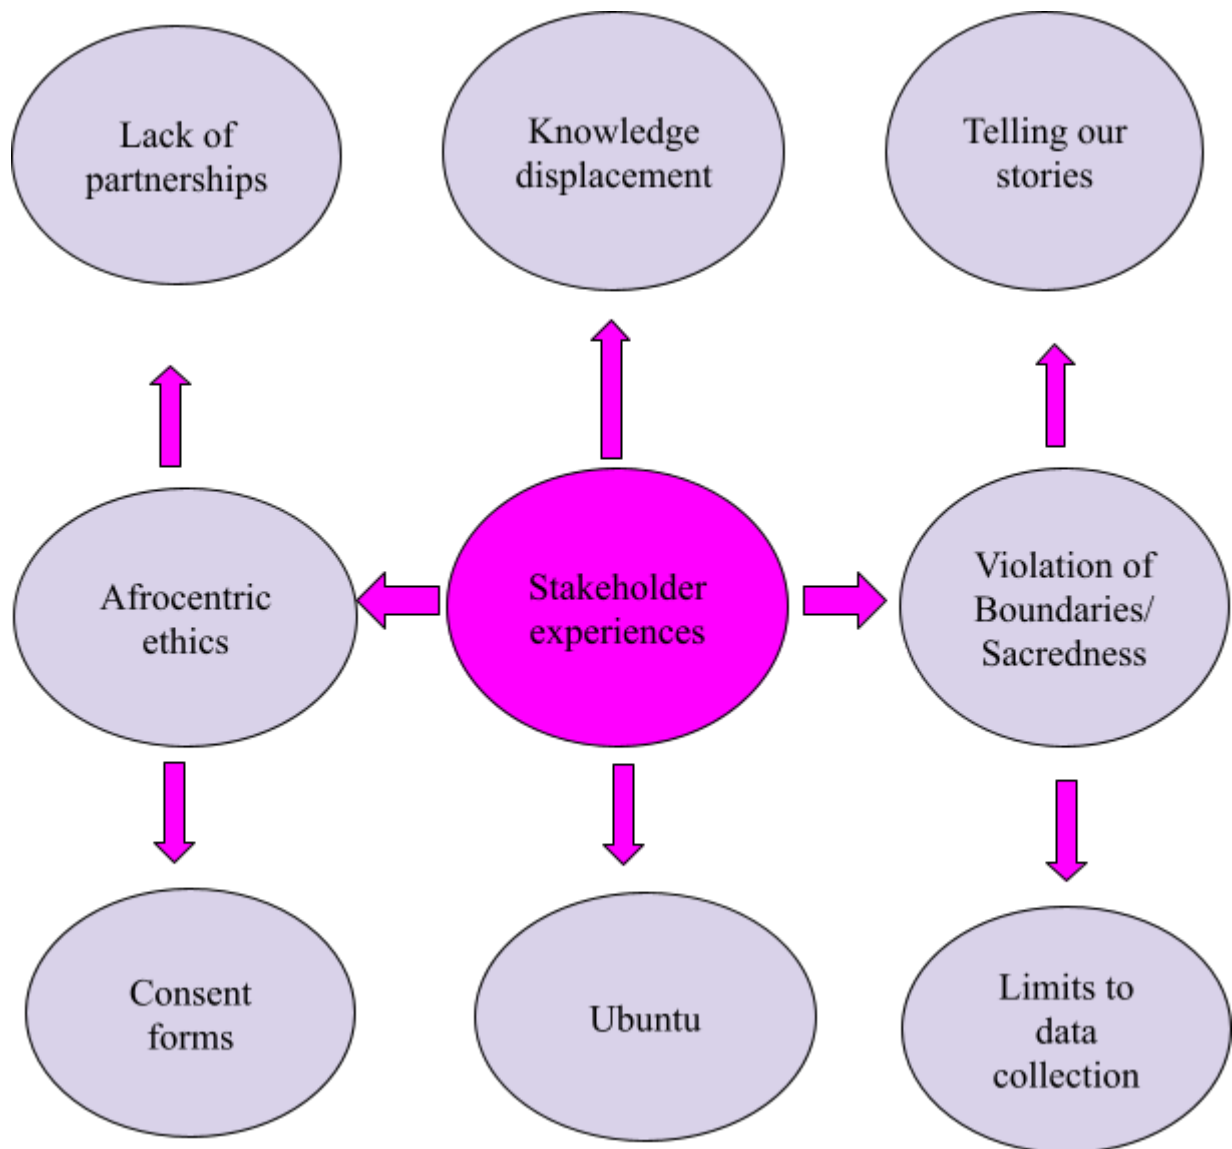 Lack of
partnerships
Knowledge
displacement
Telling our
stories
Afrocentric
ethics
Stakeholder
experiences
Violation of
Boundaries/
Sacredness
Consent
forms
Ubuntu
Limits to
data
collection